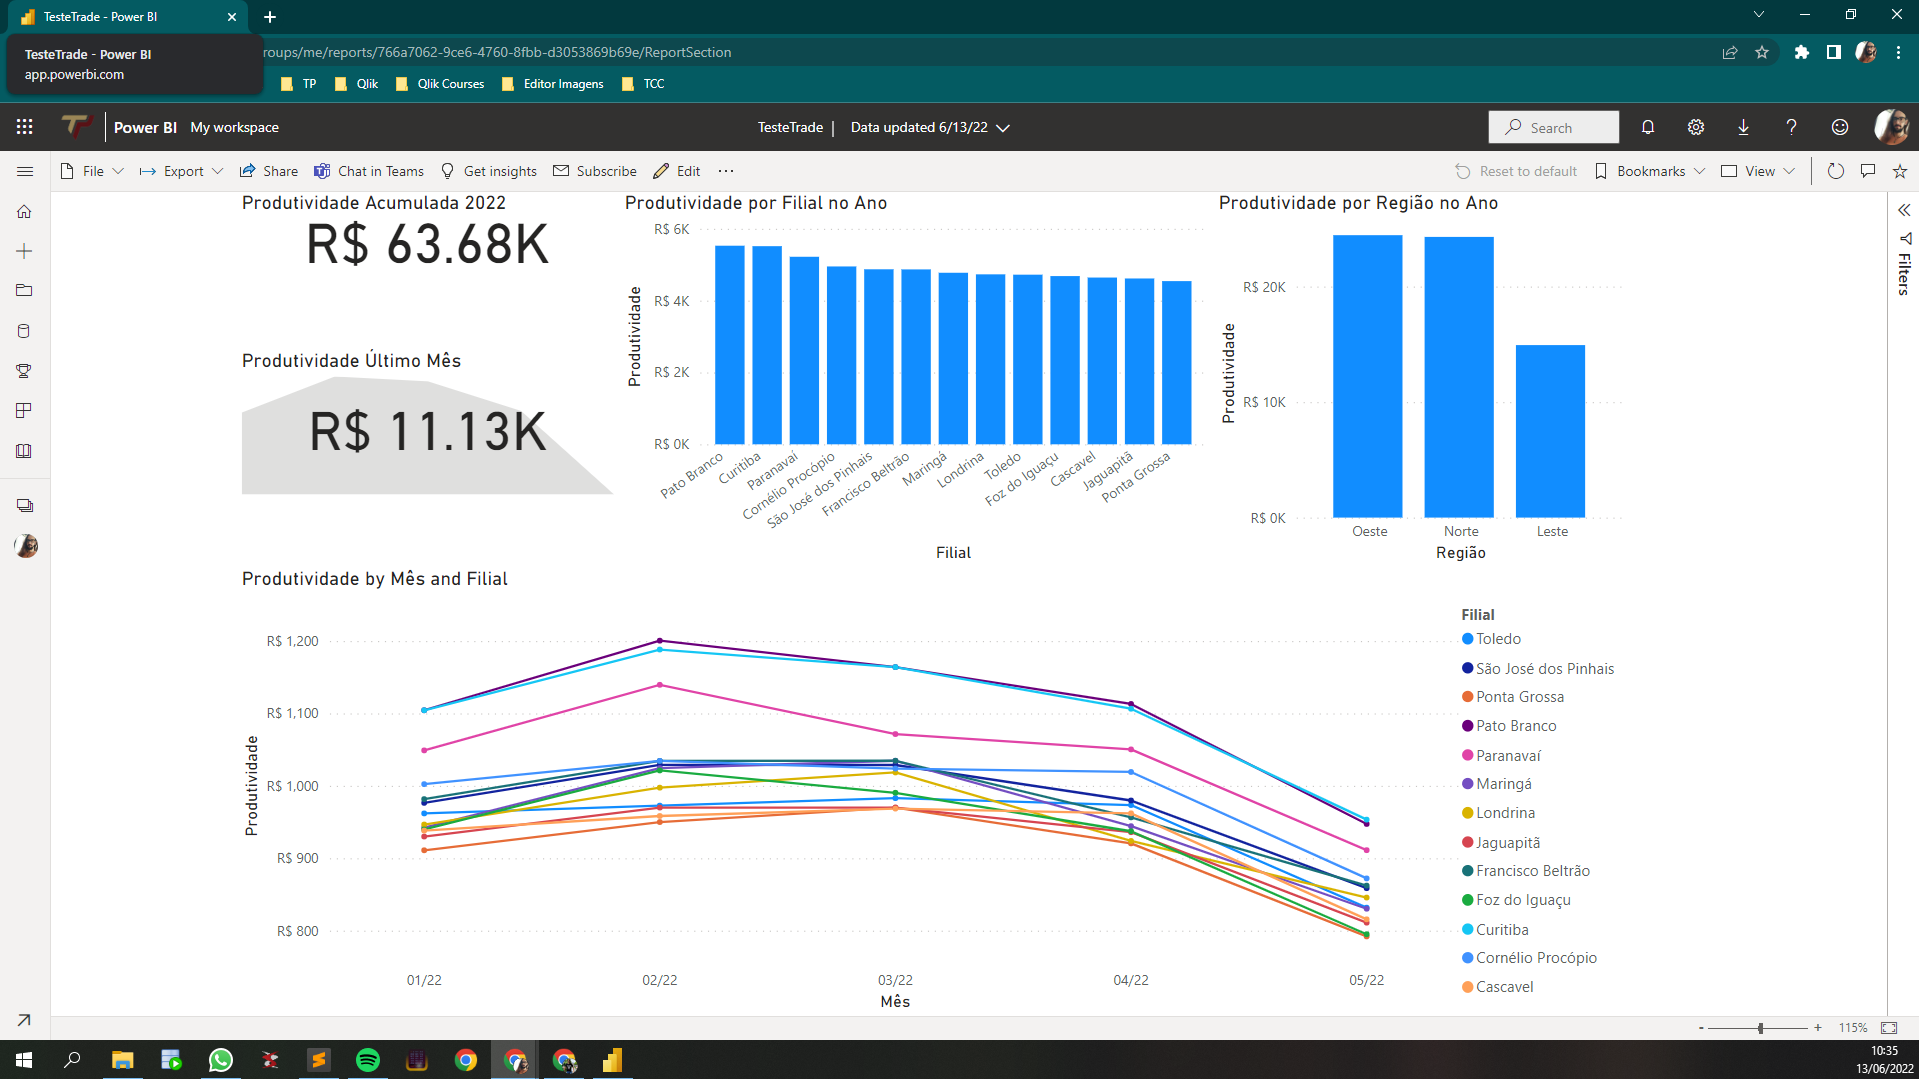 TesteTrade - Power BI
TesteTrade - Power BI
app.powerbi.com
roups/me/reports/766a7062-9ce6-4760-8fbb-d3053869b69e/ReportSection
TP
Qlik
Qlik Courses
Editor Imagens
TCC
Power BI My workspace
TesteTrade | Data updated 6/13/22
Search
File
Export
Share
Chat in Teams
Get insights
Subscribe
Edit
Reset to default
Bookmarks
View
Filters
Produtividade Acumulada 2022
R$ 63.68K
Produtividade Último Mês
R$ 11.13K
Produtividade por Filial no Ano
Produtividade
R$ 6K
R$ 4K
R$ 2K
R$ 0K
Pato Branco
Curitiba
Paranavaí
Cornélio Procópio
São José dos Pinhais
Francisco Beltrão
Maringá
Londrina
Toledo
Foz do Iguaçu
Cascavel
Jaguapitã
Ponta Grossa
Filial
Produtividade por Região no Ano
Produtividade
R$ 20K
R$ 10K
R$ 0K
Oeste
Norte
Leste
Região
Produtividade by Mês and Filial
Produtividade
R$ 1,200
R$ 1,100
R$ 1,000
R$ 900
R$ 800
01/22
02/22
03/22
04/22
05/22
Mês
Filial
Toledo
São José dos Pinhais
Ponta Grossa
Pato Branco
Paranavaí
Maringá
Londrina
Jaguapitã
Francisco Beltrão
Foz do Iguaçu
Curitiba
Cornélio Procópio
Cascavel
- + 115%
10:35
13/06/2022